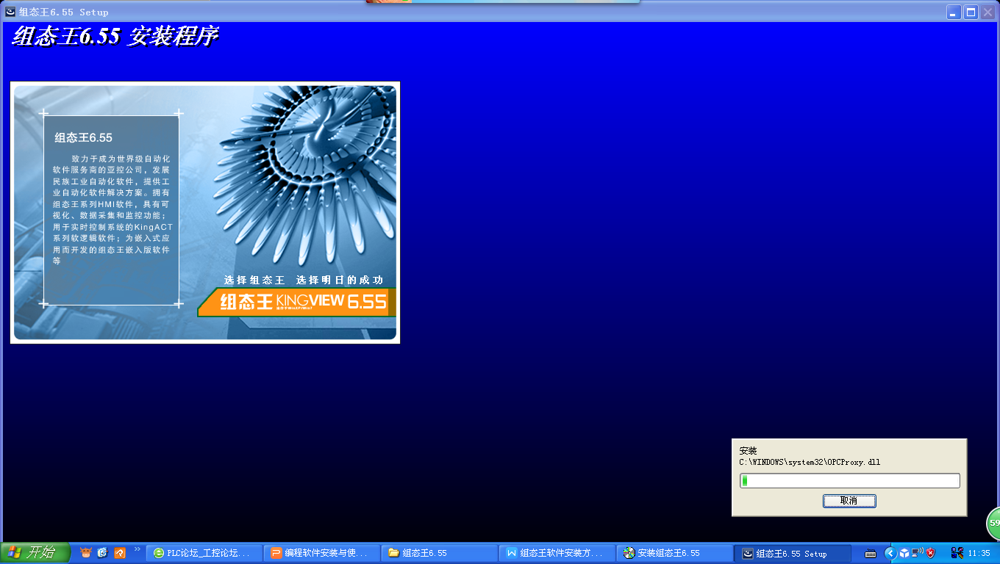 组态王6.55 Setup
组态王6.55 安装程序
组态王6.55
致力于成为世界级自动化
软件服务商的亚控公司，发展
民族工业自动化软件，提供工
业自动化软件解决方案。拥有
组态王系列HMI软件，具有可
视化、数据采集和监控功能；
用于实时控制系统的KingACT
系列软逻辑软件；为嵌入式应
用而开发的组态王嵌入版软件
等
选择组态王 选择明日的成功
组态王 KINGVIEW 6.55
安装
C:\WINDOWS\system32\OPCProxy.dll
取消
59
开始
PLC论坛_工控论坛...
编程软件安装与使...
组态王6.55
组态王软件安装方...
安装组态王6.55
组态王6.55 Setup
11:35